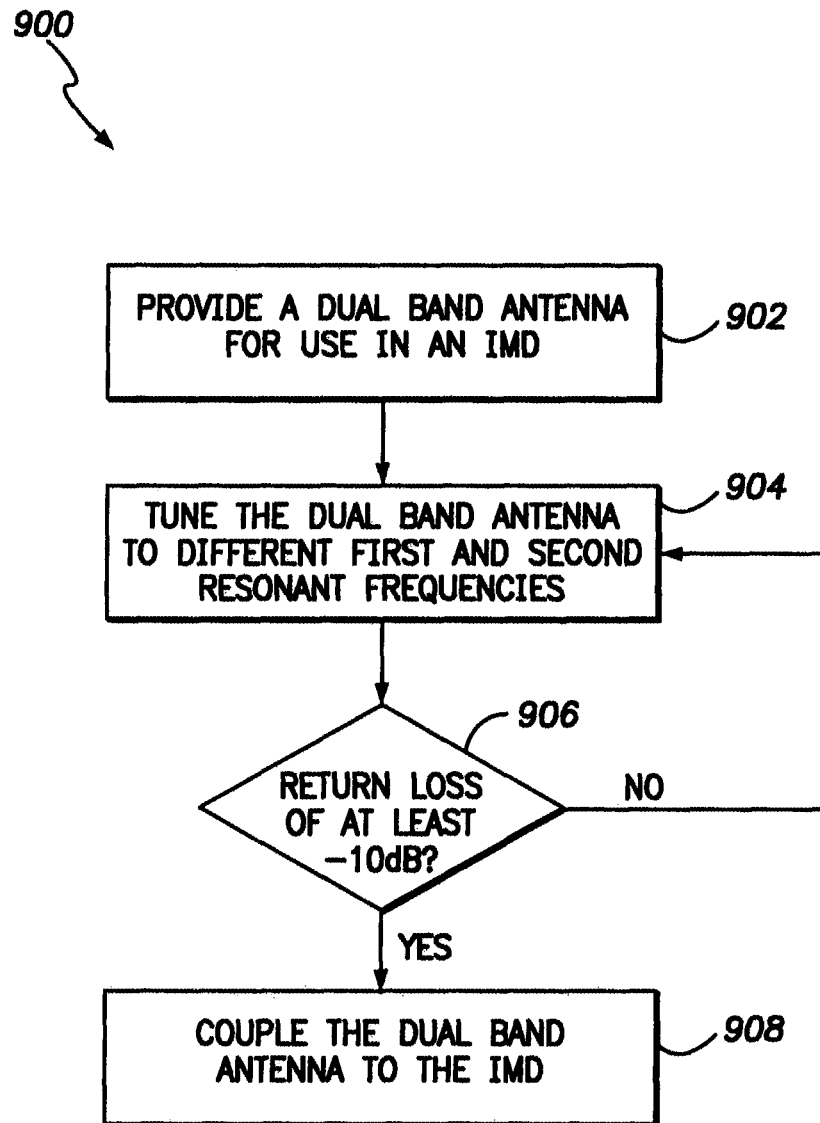 900
PROVIDE A DUAL BAND ANTENNA
FOR USE IN AN IMD
902
TUNE THE DUAL BAND ANTENNA
TO DIFFERENT FIRST AND SECOND
RESONANT FREQUENCIES
904
RETURN LOSS
OF AT LEAST
−10dB?
906
NO
YES
COUPLE THE DUAL BAND
ANTENNA TO THE IMD
908